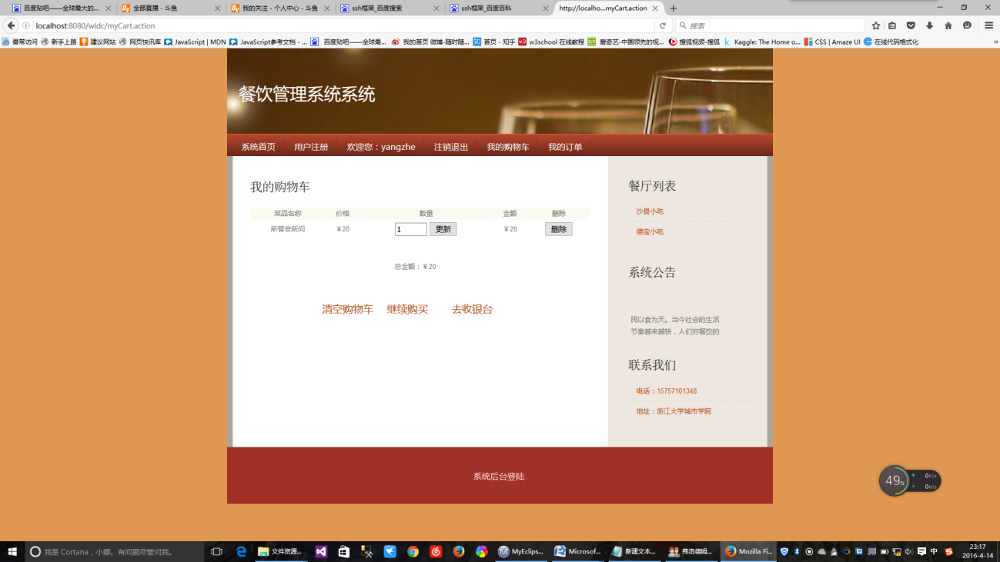 百度贴吧——全球最大的...
全部直播 - 斗鱼
我的关注 - 个人中心 - 斗鱼
ssh框架_百度搜索
ssh框架_百度百科
http://localho...myCart.action
localhost:8080/wldc/myCart.action
搜索
最常访问 新手上路 建议网站 网页快讯库 JavaScript | MDN JavaScript参考文档 - ... 百度贴吧——全球最... 我的首页 微博-随时随... 首页 - 知乎 w3school 在线教程 爱奇艺-中国领先的视... 搜狐视频-搜狐 Kaggle: The Home o... CSS | Amaze UI 在线代码格式化
餐饮管理系统系统
系统首页 用户注册 欢迎您：yangzhe 注销退出 我的购物车 我的订单
我的购物车
菜品名称 价格 数量 金额 删除
所答非所问 ￥20 1 更新 ￥20 删除
总金额：￥20
清空购物车 继续购买 去收银台
餐厅列表
沙县小吃
德宝小吃
系统公告
民以食为天。当今社会的生活
节奏越来越快，人们对餐饮的
联系我们
电话：15757101348
地址：浙江大学城市学院
系统后台登陆
49%
0K/s
0K/s
我是 Cortana，小娜。有问题尽管问我。
文件资源...
MyEclips...
Microsof...
新建文本...
弗洛德姆...
Mozilla Fi...
中
23:17
2016-4-14